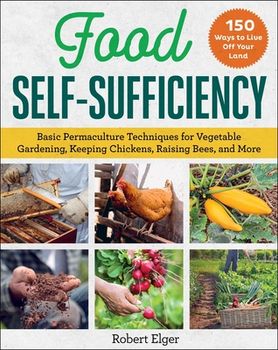 Food
150
Ways to Live
Off Your
Land
SELF-SUFFICIENCY
Basic Permaculture Techniques for Vegetable
Gardening, Keeping Chickens, Raising Bees, and More
Robert Elger